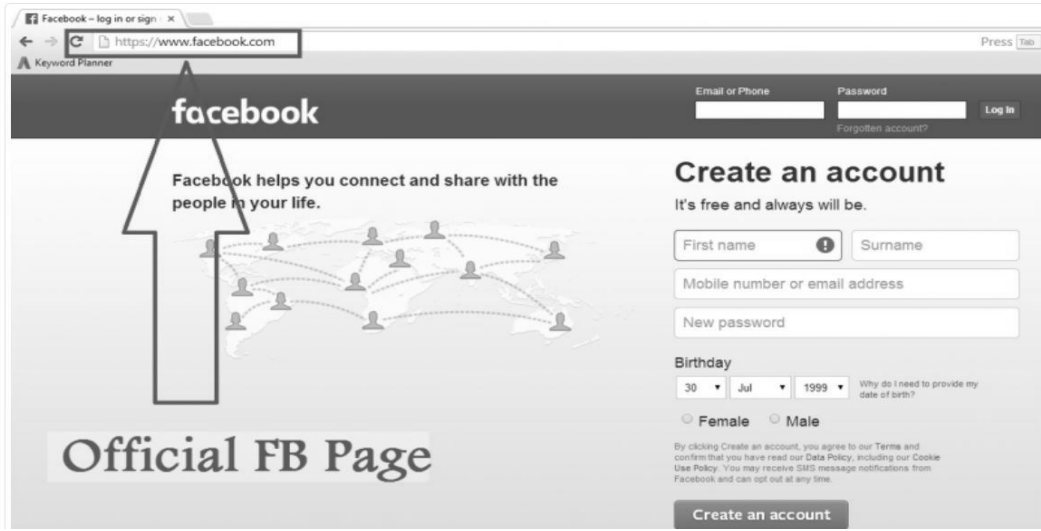 Facebook – log in or sign
https://www.facebook.com
Press Tab
Keyword Planner
facebook
Email or Phone
Password
Log In
Forgotten account?
Facebook helps you connect and share with the
people in your life.
Official FB Page
Create an account
It's free and always will be.
First name
Surname
Mobile number or email address
New password
Birthday
30 Jul 1999
Why do I need to provide my
date of birth?
Female Male
By clicking Create an account, you agree to our Terms and
confirm that you have read our Data Policy, including our Cookie
Use Policy. You may receive SMS message notifications from
Facebook and can opt out at any time.
Create an account